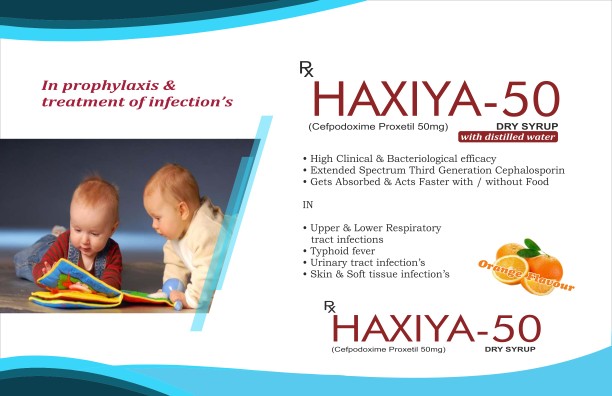 In prophylaxis &
treatment of infection's
Rx
HAXIYA-50
(Cefpodoxime Proxetil 50mg) DRY SYRUP
with distilled water
• High Clinical & Bacteriological efficacy
• Extended Spectrum Third Generation Cephalosporin
• Gets Absorbed & Acts Faster with / without Food
IN
• Upper & Lower Respiratory
tract infections
• Typhoid fever
• Urinary tract infection's
• Skin & Soft tissue infection's
Orange Flavour
Rx
HAXIYA-50
(Cefpodoxime Proxetil 50mg) DRY SYRUP